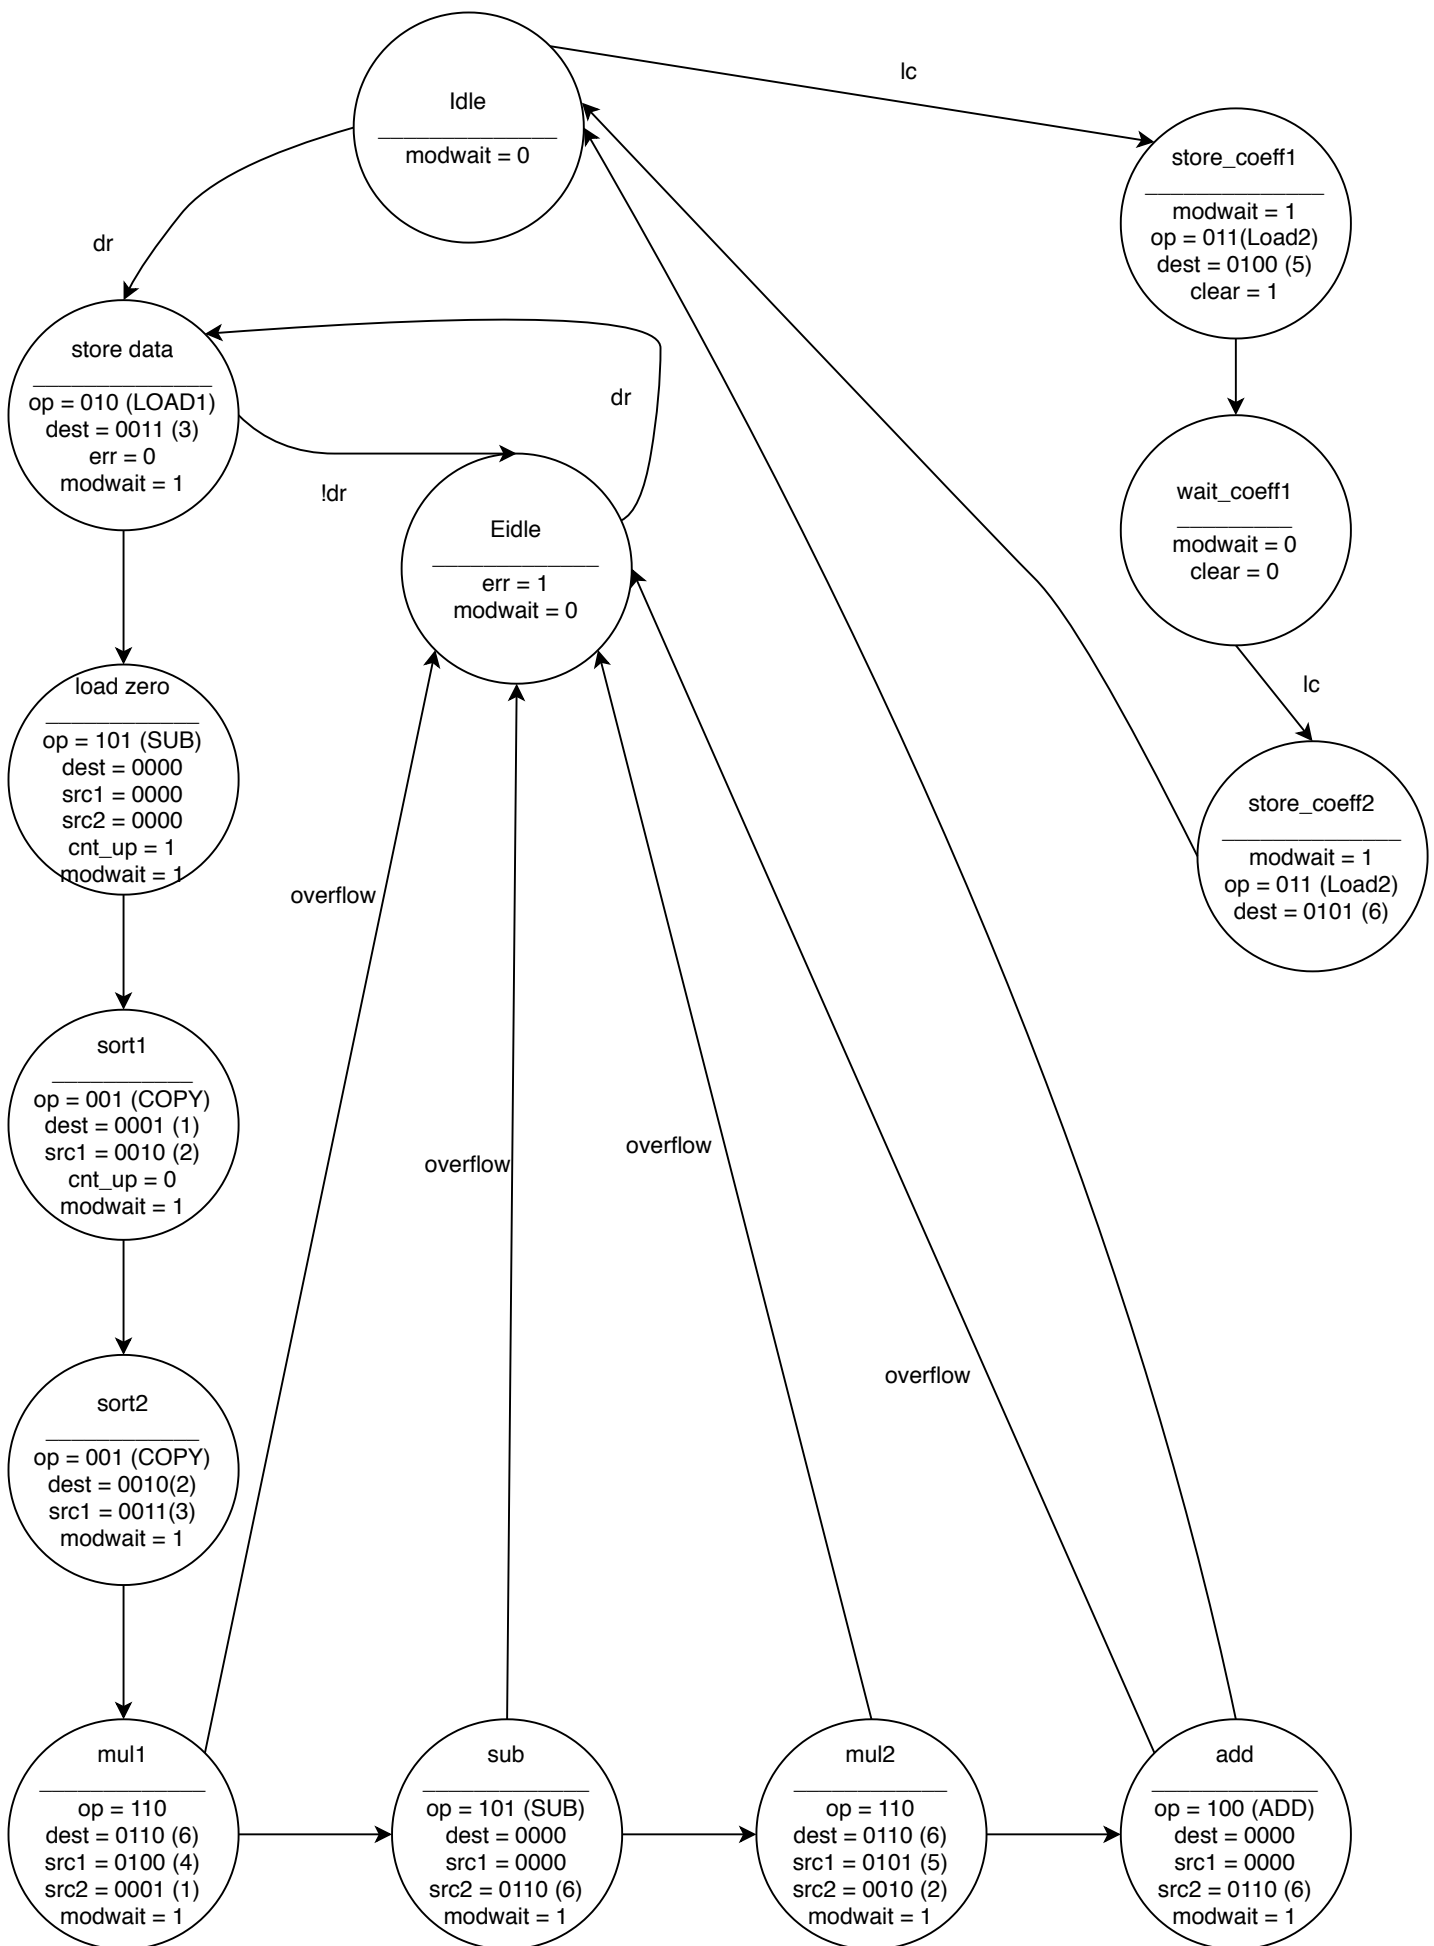 Idle
modwait = 0
lc
store_coeff1
modwait = 1
op = 011(Load2)
dest = 0100 (5)
clear = 1
dr
store data
op = 010 (LOAD1)
dest = 0011 (3)
err = 0
modwait = 1
dr
!dr
Eidle
err = 1
modwait = 0
wait_coeff1
modwait = 0
clear = 0
lc
load zero
op = 101 (SUB)
dest = 0000
src1 = 0000
src2 = 0000
cnt_up = 1
modwait = 1
store_coeff2
modwait = 1
op = 011 (Load2)
dest = 0101 (6)
overflow
sort1
op = 001 (COPY)
dest = 0001 (1)
src1 = 0010 (2)
cnt_up = 0
modwait = 1
overflow
overflow
overflow
sort2
op = 001 (COPY)
dest = 0010(2)
src1 = 0011(3)
modwait = 1
mul1
op = 110
dest = 0110 (6)
src1 = 0100 (4)
src2 = 0001 (1)
modwait = 1
sub
op = 101 (SUB)
dest = 0000
src1 = 0000
src2 = 0110 (6)
modwait = 1
mul2
op = 110
dest = 0110 (6)
src1 = 0101 (5)
src2 = 0010 (2)
modwait = 1
add
op = 100 (ADD)
dest = 0000
src1 = 0000
src2 = 0110 (6)
modwait = 1